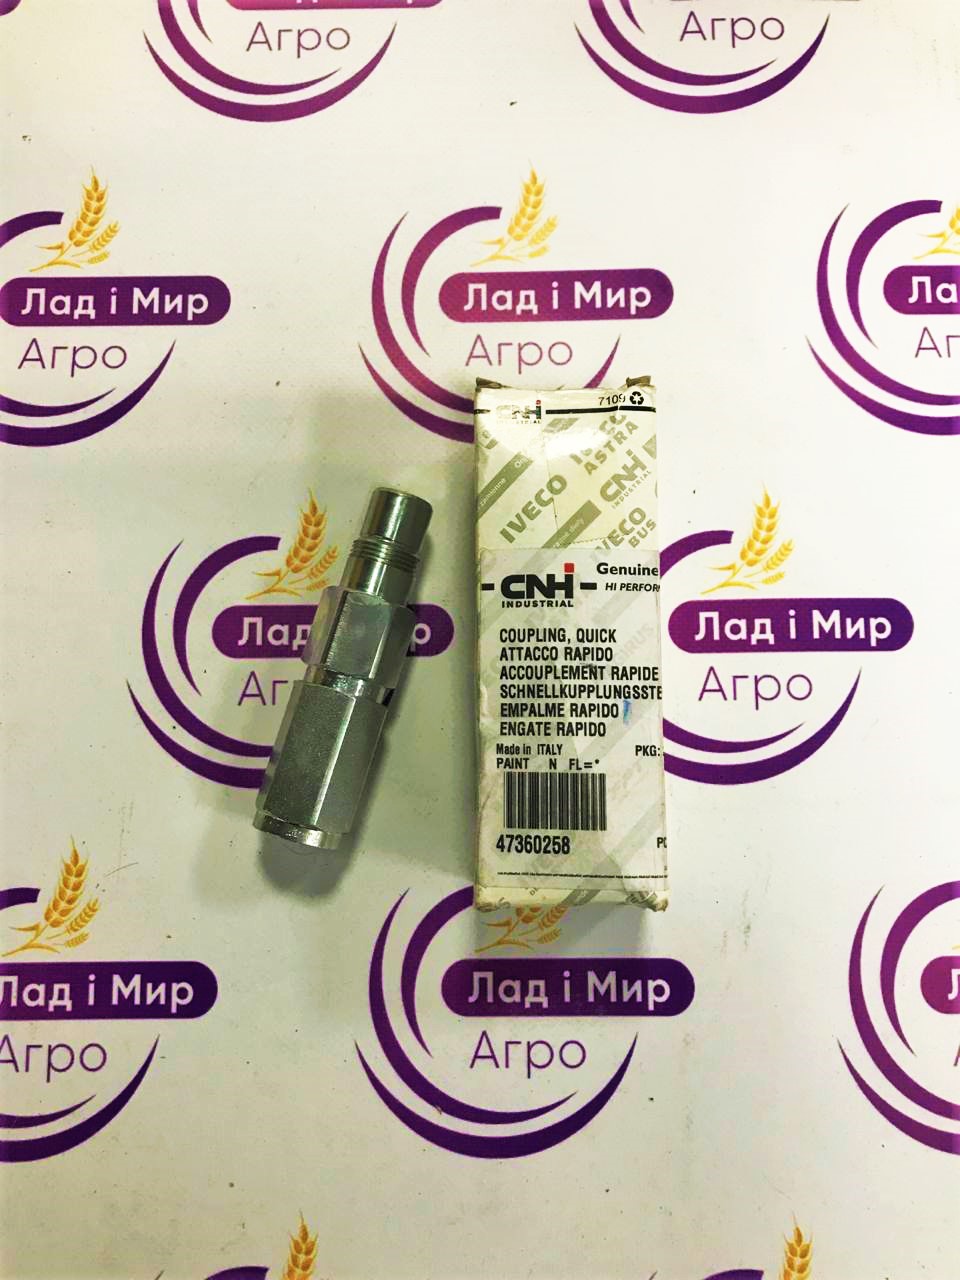 Агро
Агро
Лад і Мир
Агро
Лад і Мир
Агро
7109
CNH
INDUSTRIAL
IVECO
ASTRA
CNH
INDUSTRIAL
IVECO
IVECO
BUS
CNH
INDUSTRIAL
Genuine
HI PERFOR
COUPLING, QUICK
ATTACCO RAPIDO
ACCOUPLEMENT RAPIDE
SCHNELLKUPPLUNGSSTE
EMPALME RAPIDO
ENGATE RAPIDO
Made in ITALY
PKG:
PAINT N FL=*
47360258
Лад
Лад і Мир
Агро
Лад і Мир
Агро
Лад і Мир
Агро